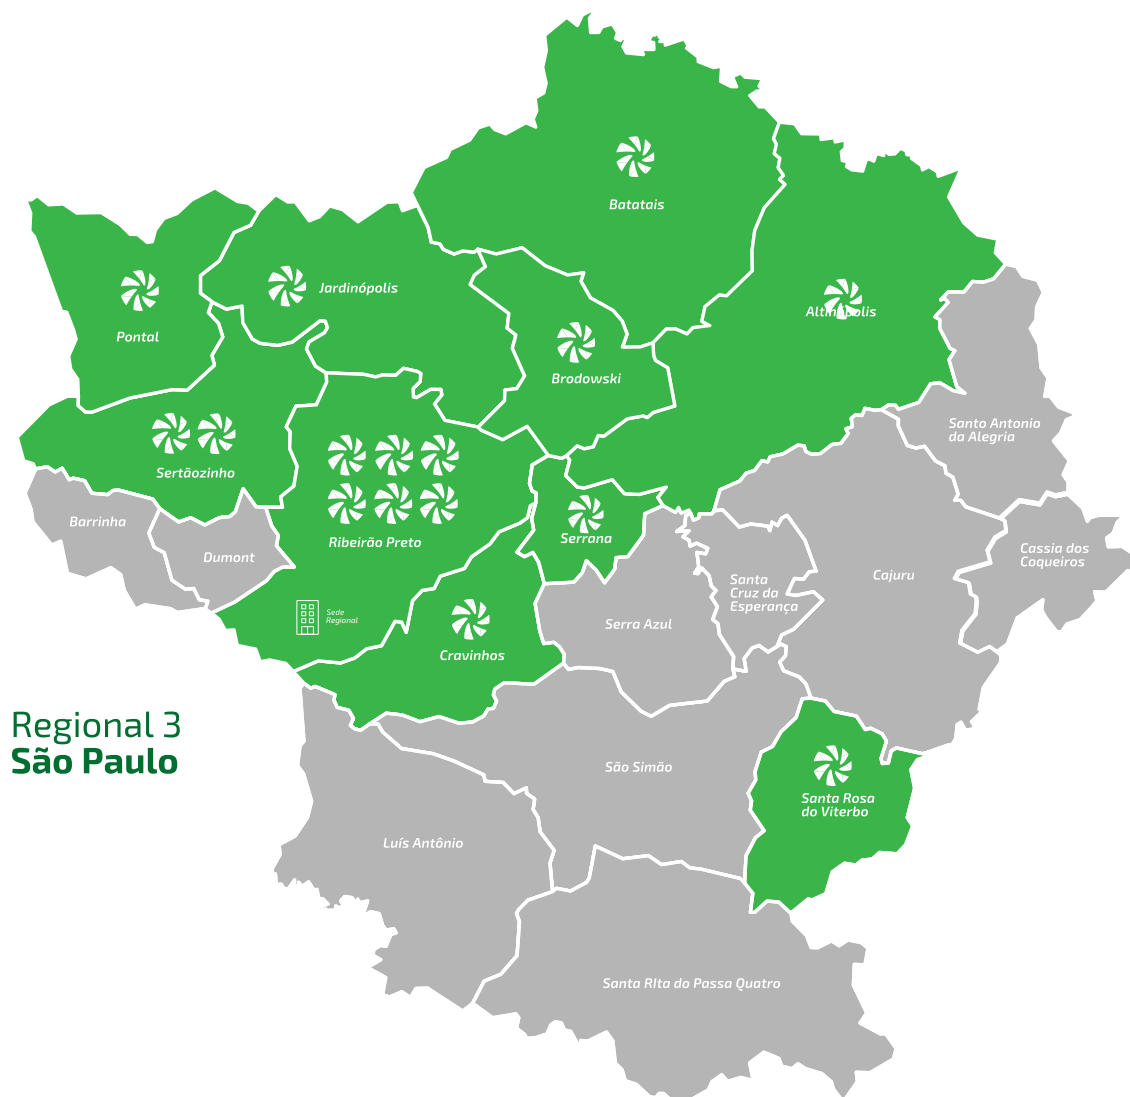 Batatais
Jardinópolis
Altinópolis
Pontal
Brodowski
Santo Antonio
da Alegria
Sertãozinho
Barrinha
Ribeirão Preto
Serrana
Dumont
Cassia dos
Coqueiros
Cajuru
Santa
Cruz da
Esperança
Sede
Regional
Serra Azul
Cravinhos
Regional 3
São Paulo
São Simão
Santa Rosa
do Viterbo
Luís Antônio
Santa RIta do Passa Quatro